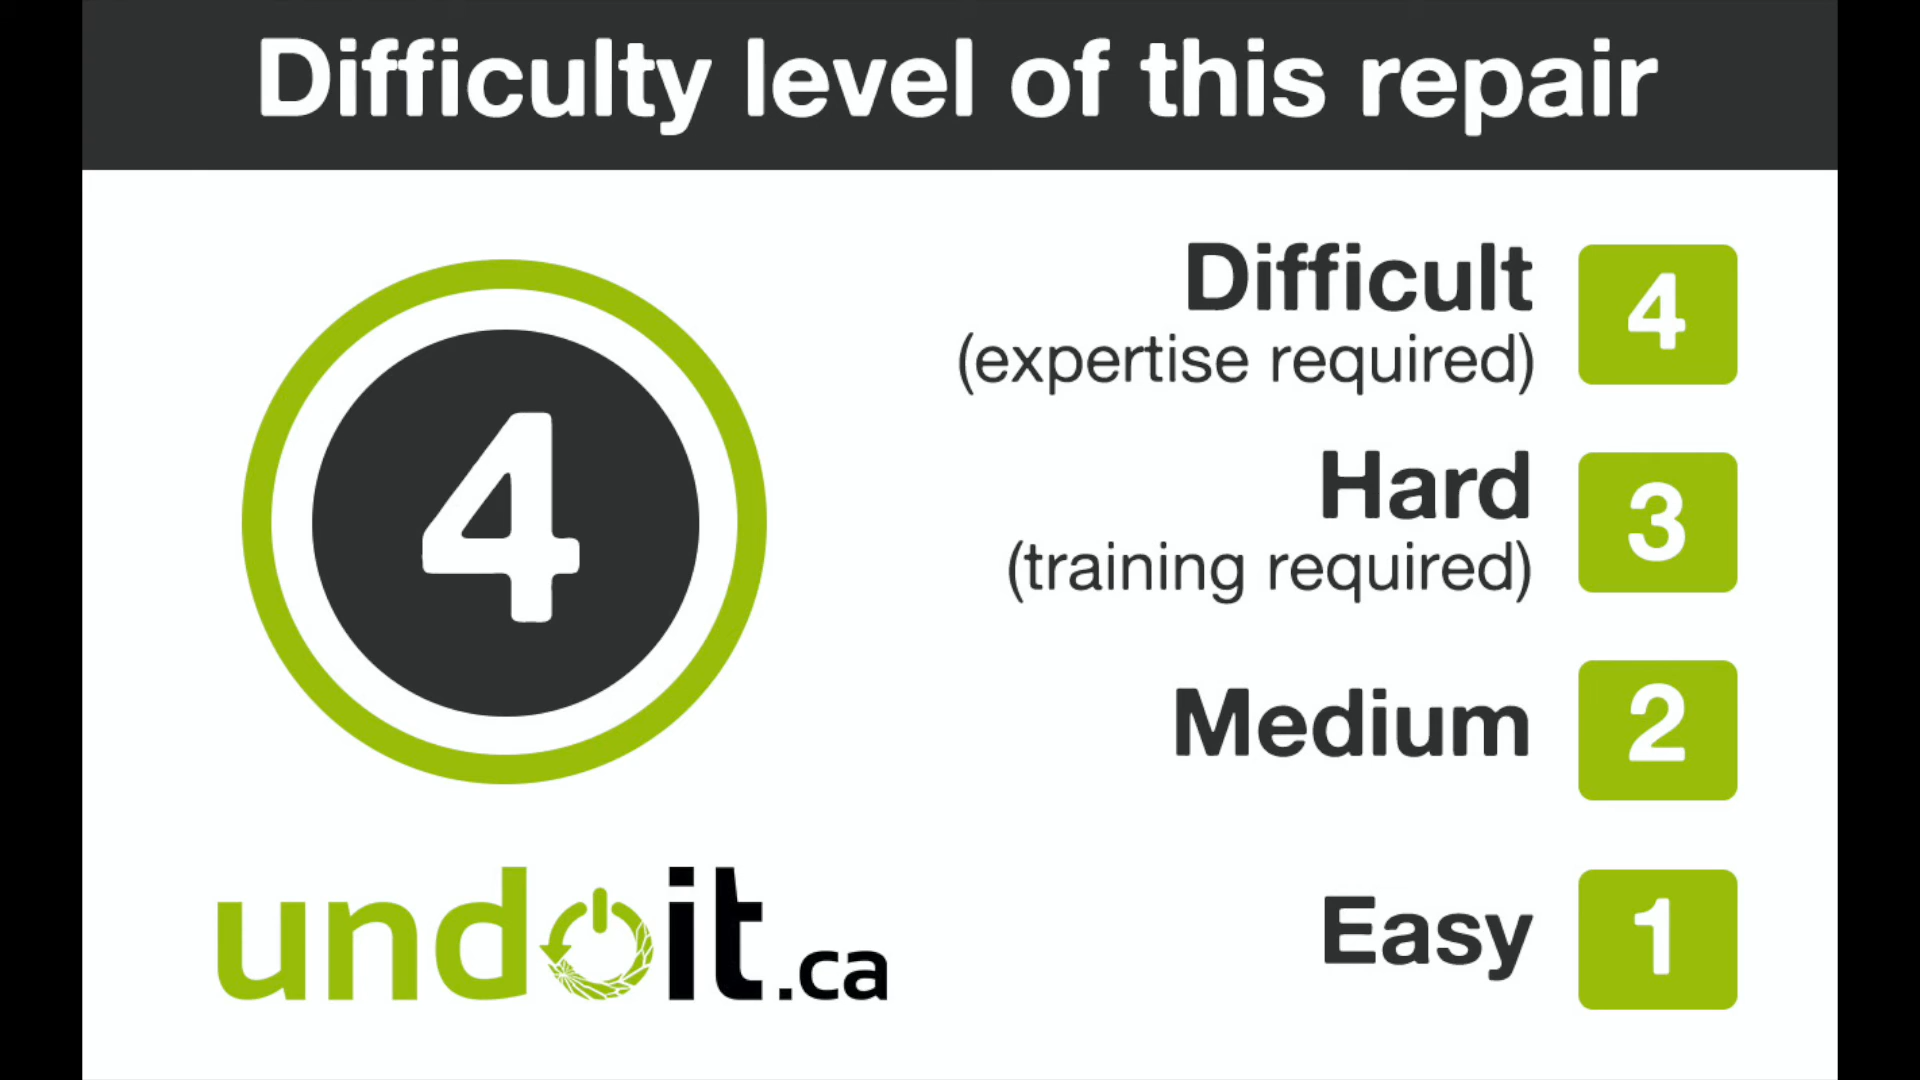 Difficulty level of this repair
4
undoit.ca
Difficult 4
(expertise required)
Hard 3
(training required)
Medium 2
Easy 1